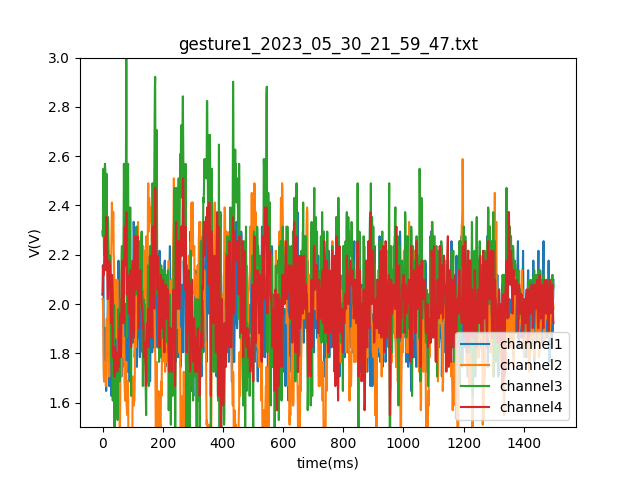 gesture1_2023_05_30_21_59_47.txt
3.0
2.8
2.6
2.4
2.2
2.0
1.8
1.6
V(V)
0 200 400 600 800 1000 1200 1400
time(ms)
channel1
channel2
channel3
channel4